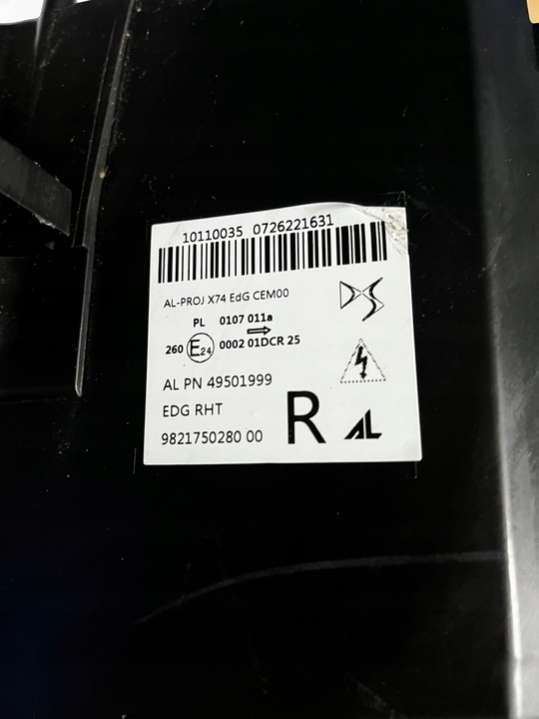 10110035 0726221631
AL-PROJ X74 EdG CEM00
PL 0107 011a
260 E24 0002 01DCR 25
AL PN 49501999
EDG RHT
9821750280 00
R AL
DS